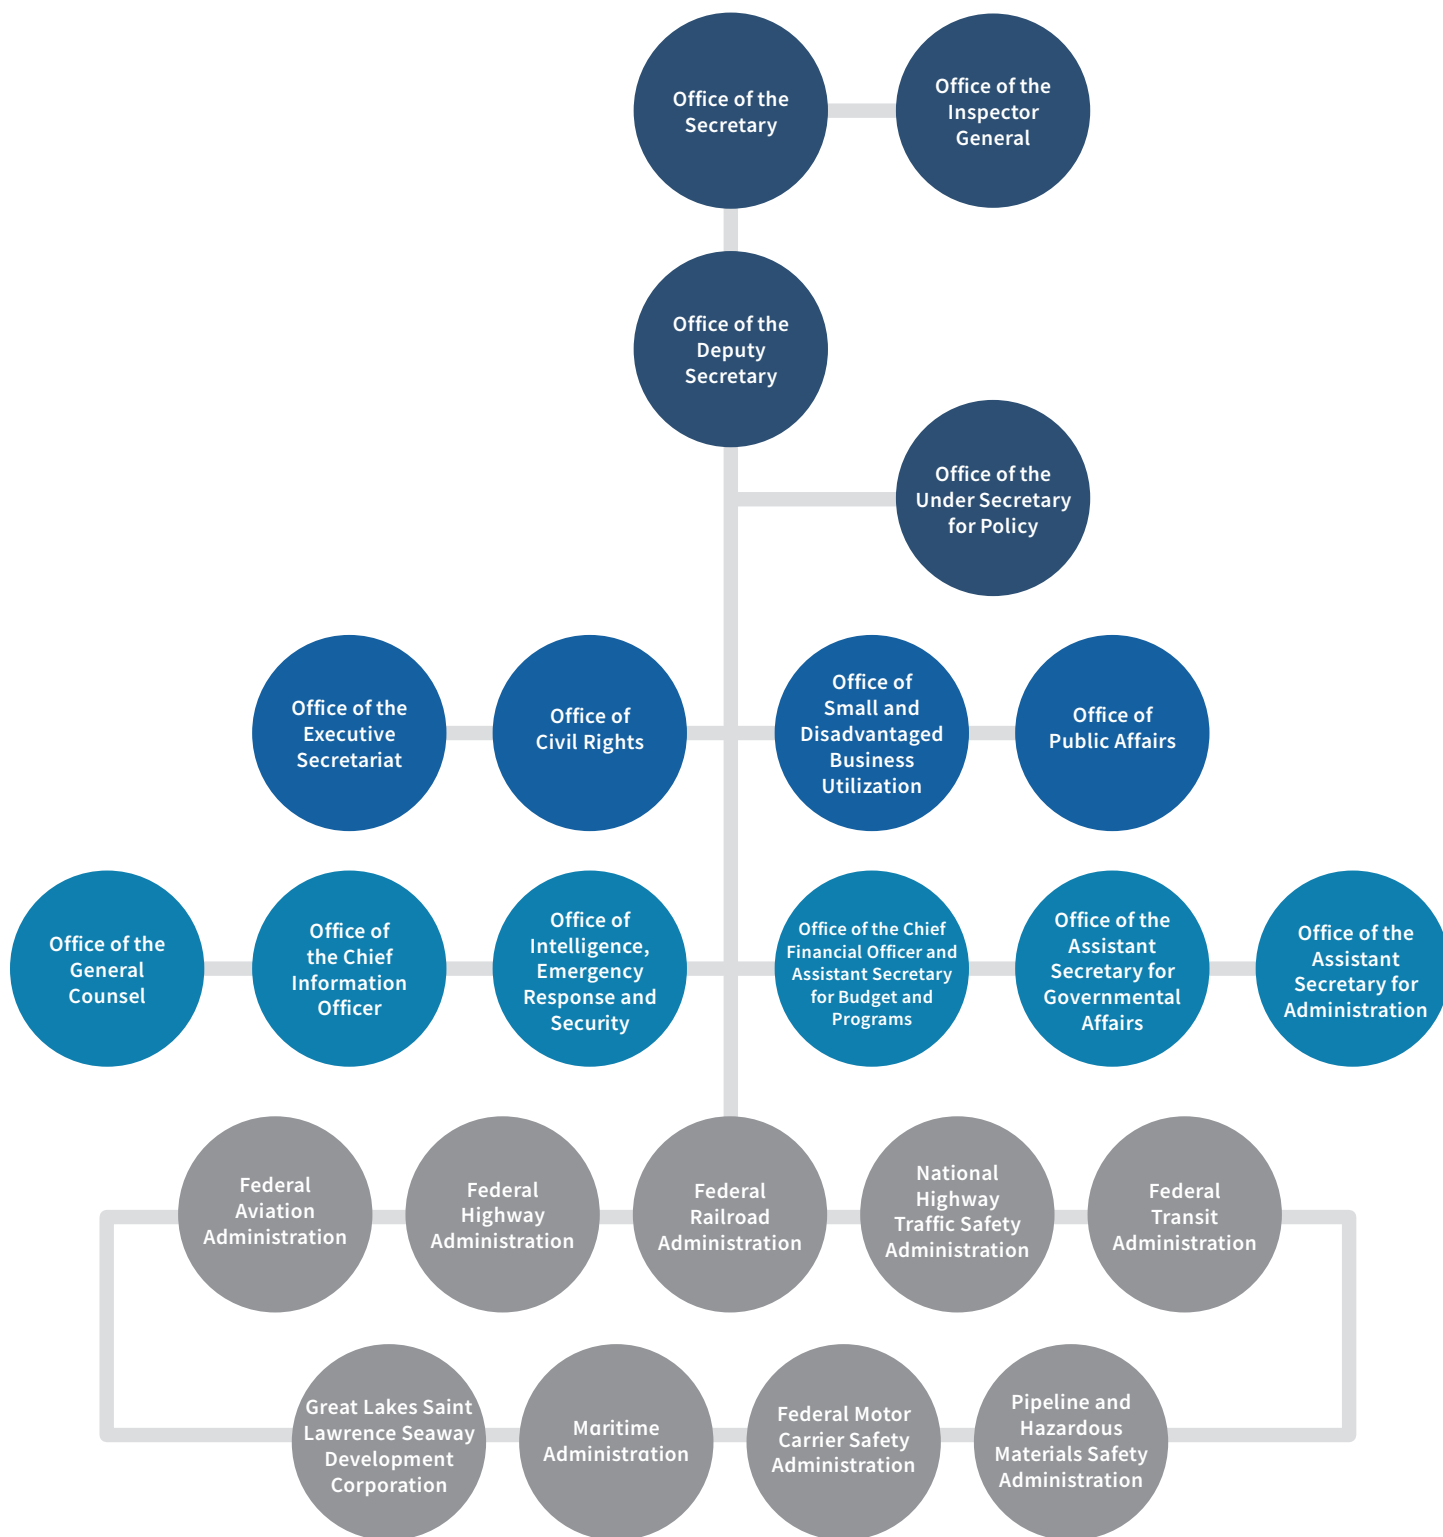 Office of the
Secretary
Office of the
Inspector
General
Office of the
Deputy
Secretary
Office of the
Under Secretary
for Policy
Office of the
Executive
Secretariat
Office of
Civil Rights
Office of
Small and
Disadvantaged
Business
Utilization
Office of
Public Affairs
Office of the
General
Counsel
Office of
the Chief
Information
Officer
Office of
Intelligence,
Emergency
Response and
Security
Office of the Chief
Financial Officer and
Assistant Secretary
for Budget and
Programs
Office of the
Assistant
Secretary for
Governmental
Affairs
Office of the
Assistant
Secretary for
Administration
Federal
Aviation
Administration
Federal
Highway
Administration
Federal
Railroad
Administration
National
Highway
Traffic Safety
Administration
Federal
Transit
Administration
Great Lakes Saint
Lawrence Seaway
Development
Corporation
Maritime
Administration
Federal Motor
Carrier Safety
Administration
Pipeline and
Hazardous
Materials Safety
Administration